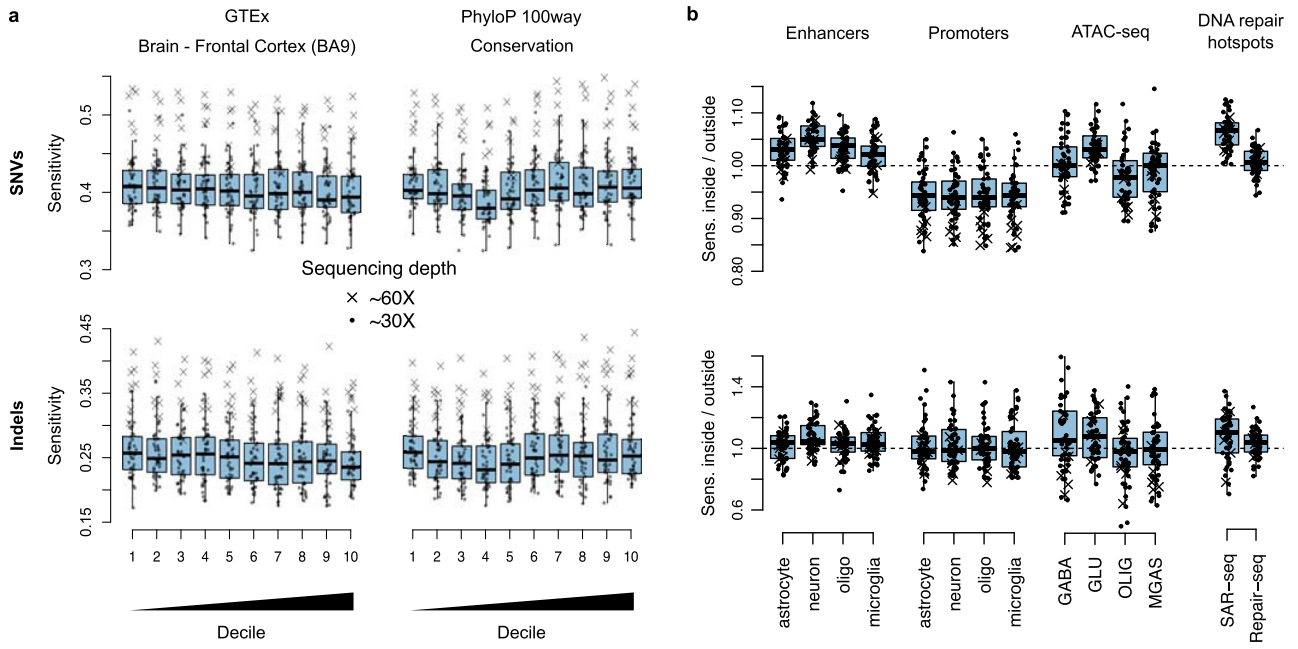 a
GTEx
Brain - Frontal Cortex (BA9)
PhyloP 100way
Conservation
SNVs
Sensitivity
0.5
0.4
0.3
Sequencing depth
× ~60X
• ~30X
Indels
Sensitivity
0.45
0.35
0.25
0.15
1 2 3 4 5 6 7 8 9 10
1 2 3 4 5 6 7 8 9 10
Decile
Decile
b
Enhancers
Promoters
ATAC-seq
DNA repair
hotspots
Sens. inside / outside
1.10
1.00
0.90
0.80
Sens. inside / outside
1.4
1.0
0.6
astrocyte
neuron
oligo
microglia
astrocyte
neuron
oligo
microglia
GABA
GLU
OLIG
MGAS
SAR−seq
Repair−seq